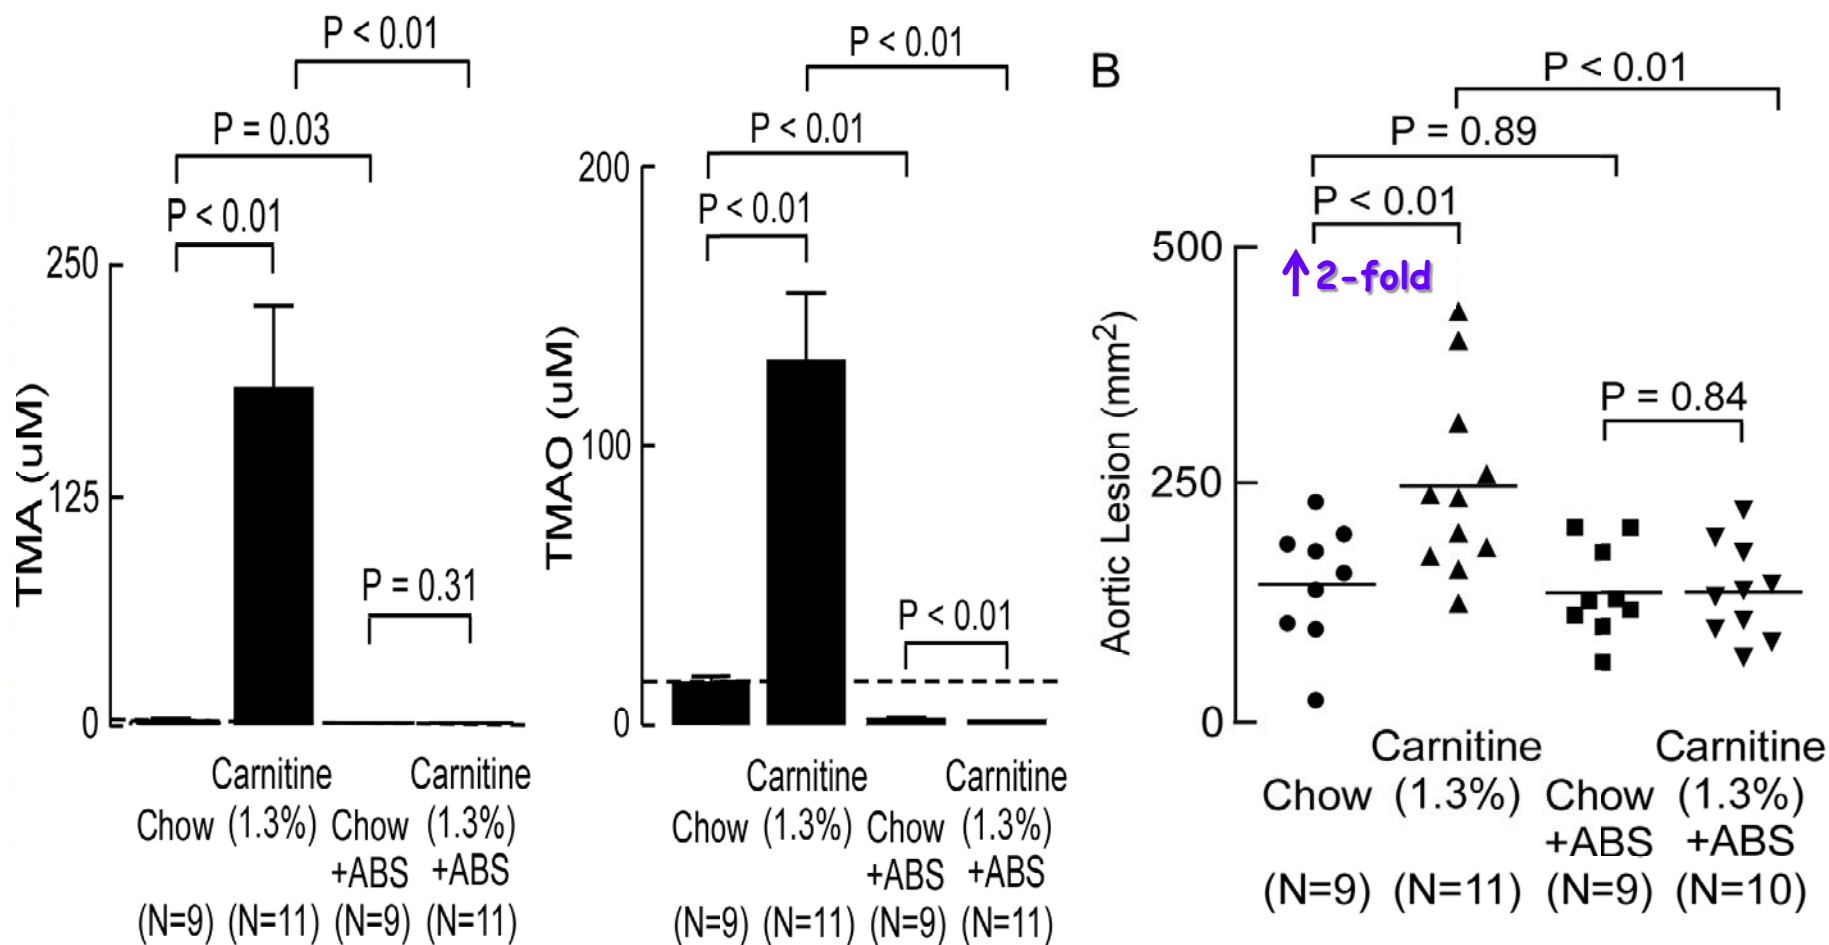 P < 0.01
P = 0.03
P < 0.01
250
125
0
TMA (uM)
P = 0.31
Carnitine Carnitine
Chow (1.3%) Chow (1.3%)
+ABS +ABS
(N=9) (N=11) (N=9) (N=11)
P < 0.01
P < 0.01
200
P < 0.01
100
0
TMAO (uM)
P < 0.01
Carnitine Carnitine
Chow (1.3%) Chow (1.3%)
+ABS +ABS
(N=9) (N=11) (N=9) (N=11)
B
P < 0.01
P = 0.89
P < 0.01
500
↑ 2-fold
250
0
Aortic Lesion (mm²)
P = 0.84
Carnitine Carnitine
Chow (1.3%) Chow (1.3%)
+ABS +ABS
(N=9) (N=11) (N=9) (N=10)